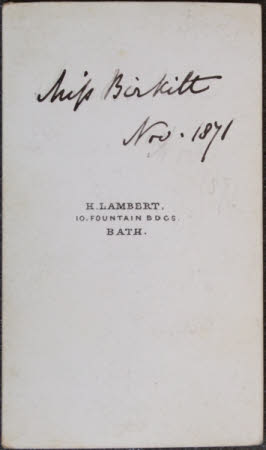 Miss Birkitt
Nov. 1871
H. LAMBERT,
10. FOUNTAIN BDGS.
BATH.